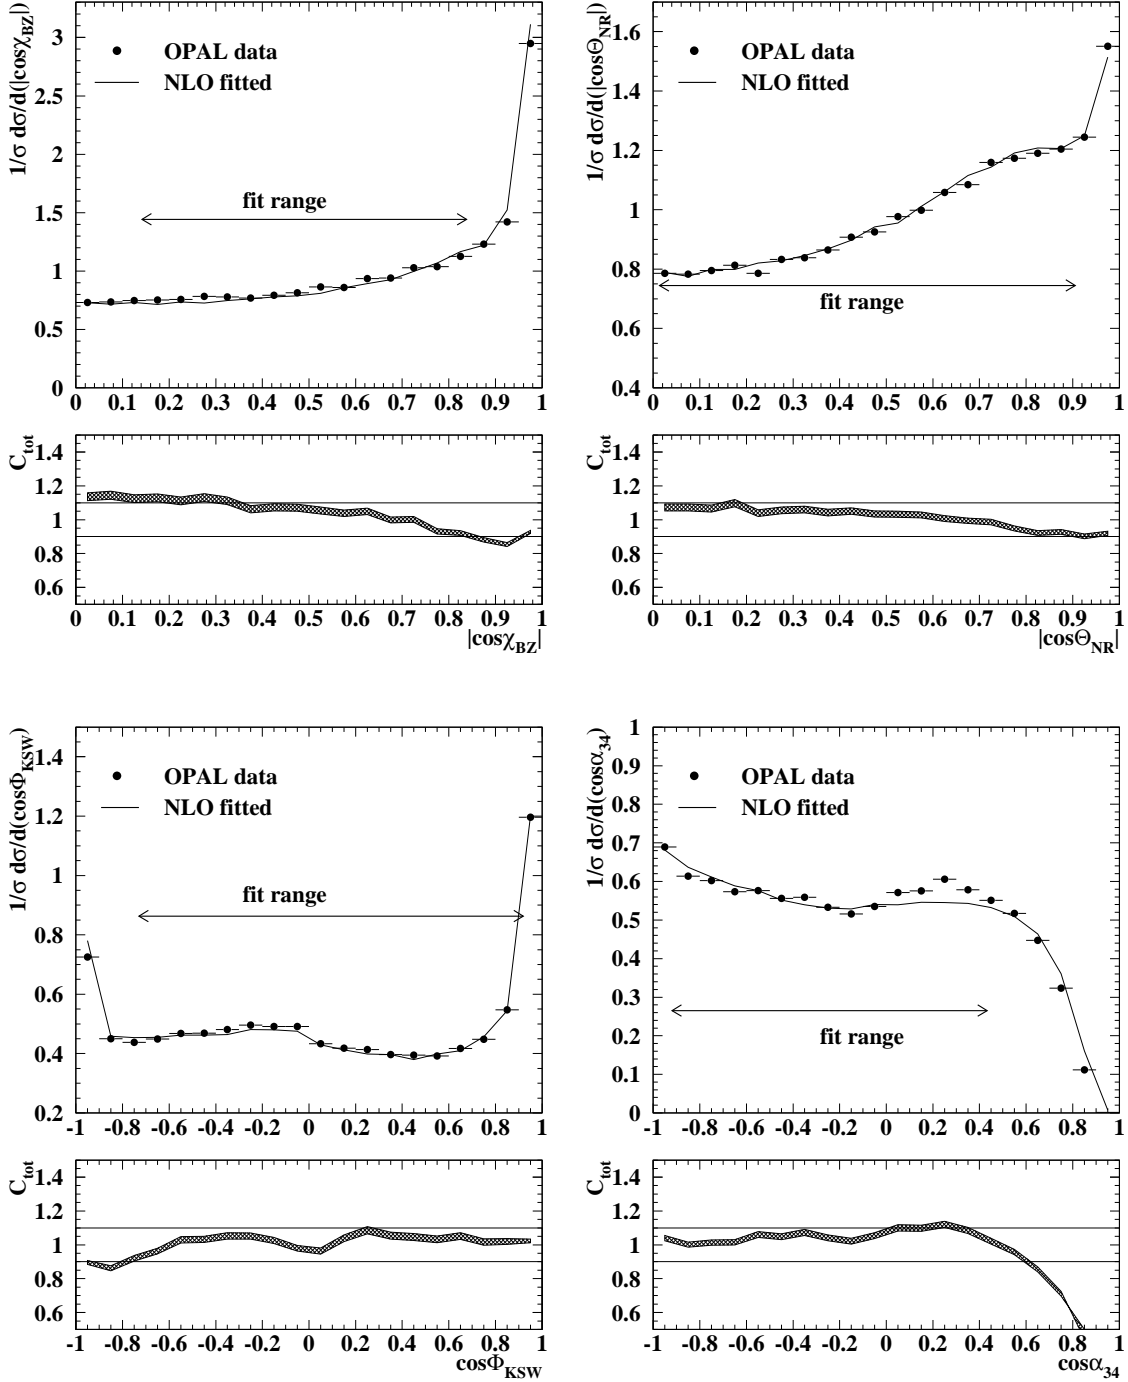 1/σ dσ/d(|cosχBZ|)
3
2.5
2
1.5
1
0.5
0
OPAL data
NLO fitted
fit range
0 0.1 0.2 0.3 0.4 0.5 0.6 0.7 0.8 0.9 1
Ctot
1.4
1.2
1
0.8
0.6
0 0.1 0.2 0.3 0.4 0.5 0.6 0.7 0.8 0.9 1
|cosχBZ|
1/σ dσ/d(|cosΘNR|)
1.6
1.4
1.2
1
0.8
0.6
0.4
OPAL data
NLO fitted
fit range
0 0.1 0.2 0.3 0.4 0.5 0.6 0.7 0.8 0.9 1
Ctot
1.4
1.2
1
0.8
0.6
0 0.1 0.2 0.3 0.4 0.5 0.6 0.7 0.8 0.9 1
|cosΘNR|
1/σ dσ/d(cosΦKSW)
1.4
1.2
1
0.8
0.6
0.4
0.2
OPAL data
NLO fitted
fit range
-1 -0.8 -0.6 -0.4 -0.2 0 0.2 0.4 0.6 0.8 1
Ctot
1.4
1.2
1
0.8
0.6
-1 -0.8 -0.6 -0.4 -0.2 0 0.2 0.4 0.6 0.8 1
cosΦKSW
1/σ dσ/d(cosα34)
1
0.9
0.8
0.7
0.6
0.5
0.4
0.3
0.2
0.1
0
OPAL data
NLO fitted
fit range
-1 -0.8 -0.6 -0.4 -0.2 0 0.2 0.4 0.6 0.8 1
Ctot
1.4
1.2
1
0.8
0.6
-1 -0.8 -0.6 -0.4 -0.2 0 0.2 0.4 0.6 0.8 1
cosα34